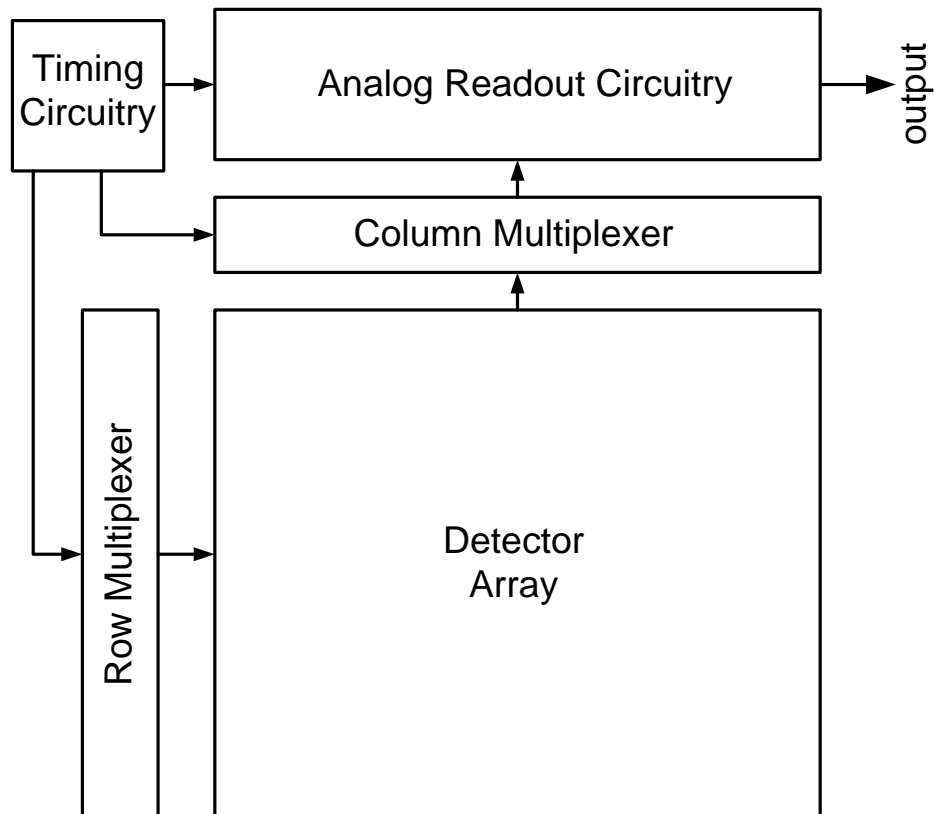 Timing
Circuitry
Analog Readout Circuitry
output
Column Multiplexer
Row Multiplexer
Detector
Array